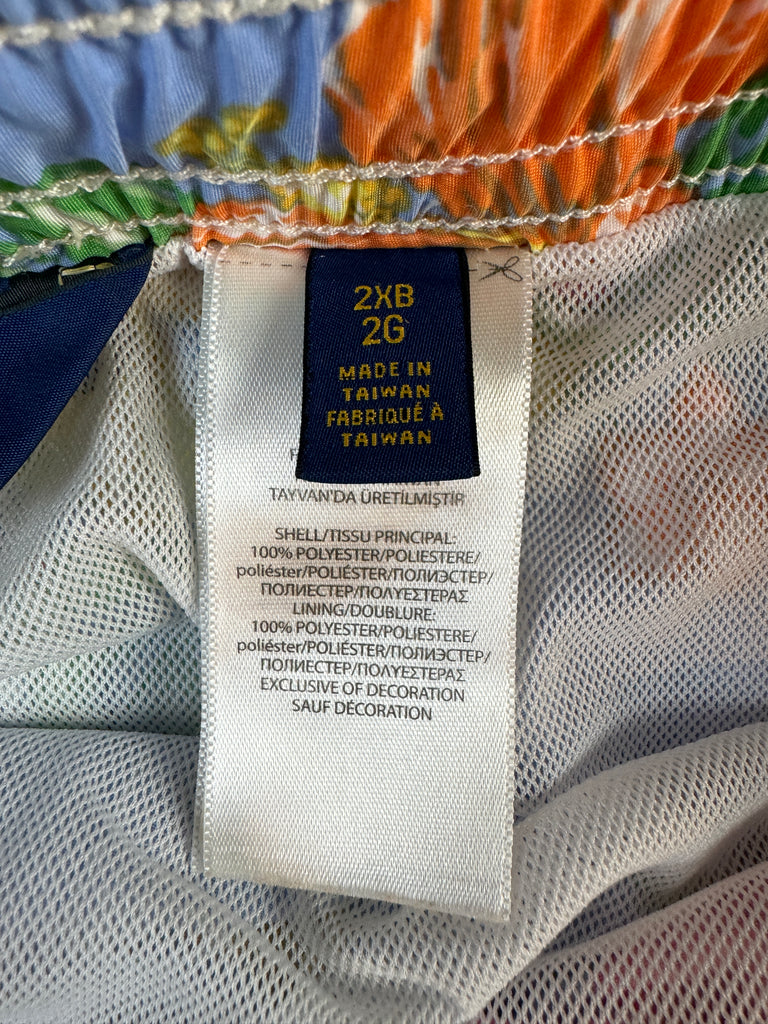 2XB
2G
MADE IN
TAIWAN
FABRIQUÉ À
TAIWAN
TAYVAN'DA ÜRETİLMİŞTİR
SHELL/TISSU PRINCIPAL:
100% POLYESTER/POLIESTERE/
poliéster/POLIÉSTER/ПОЛИЭСТЕР/
ПОЛИЕСТЕР/ΠΟΛΥΕΣΤΕΡΑΣ
LINING/DOUBLURE:
100% POLYESTER/POLIESTERE/
poliéster/POLIÉSTER/ПОЛИЭСТЕР/
ПОЛИЕСТЕР/ΠΟΛΥΕΣΤΕΡΑΣ
EXCLUSIVE OF DECORATION
SAUF DÉCORATION